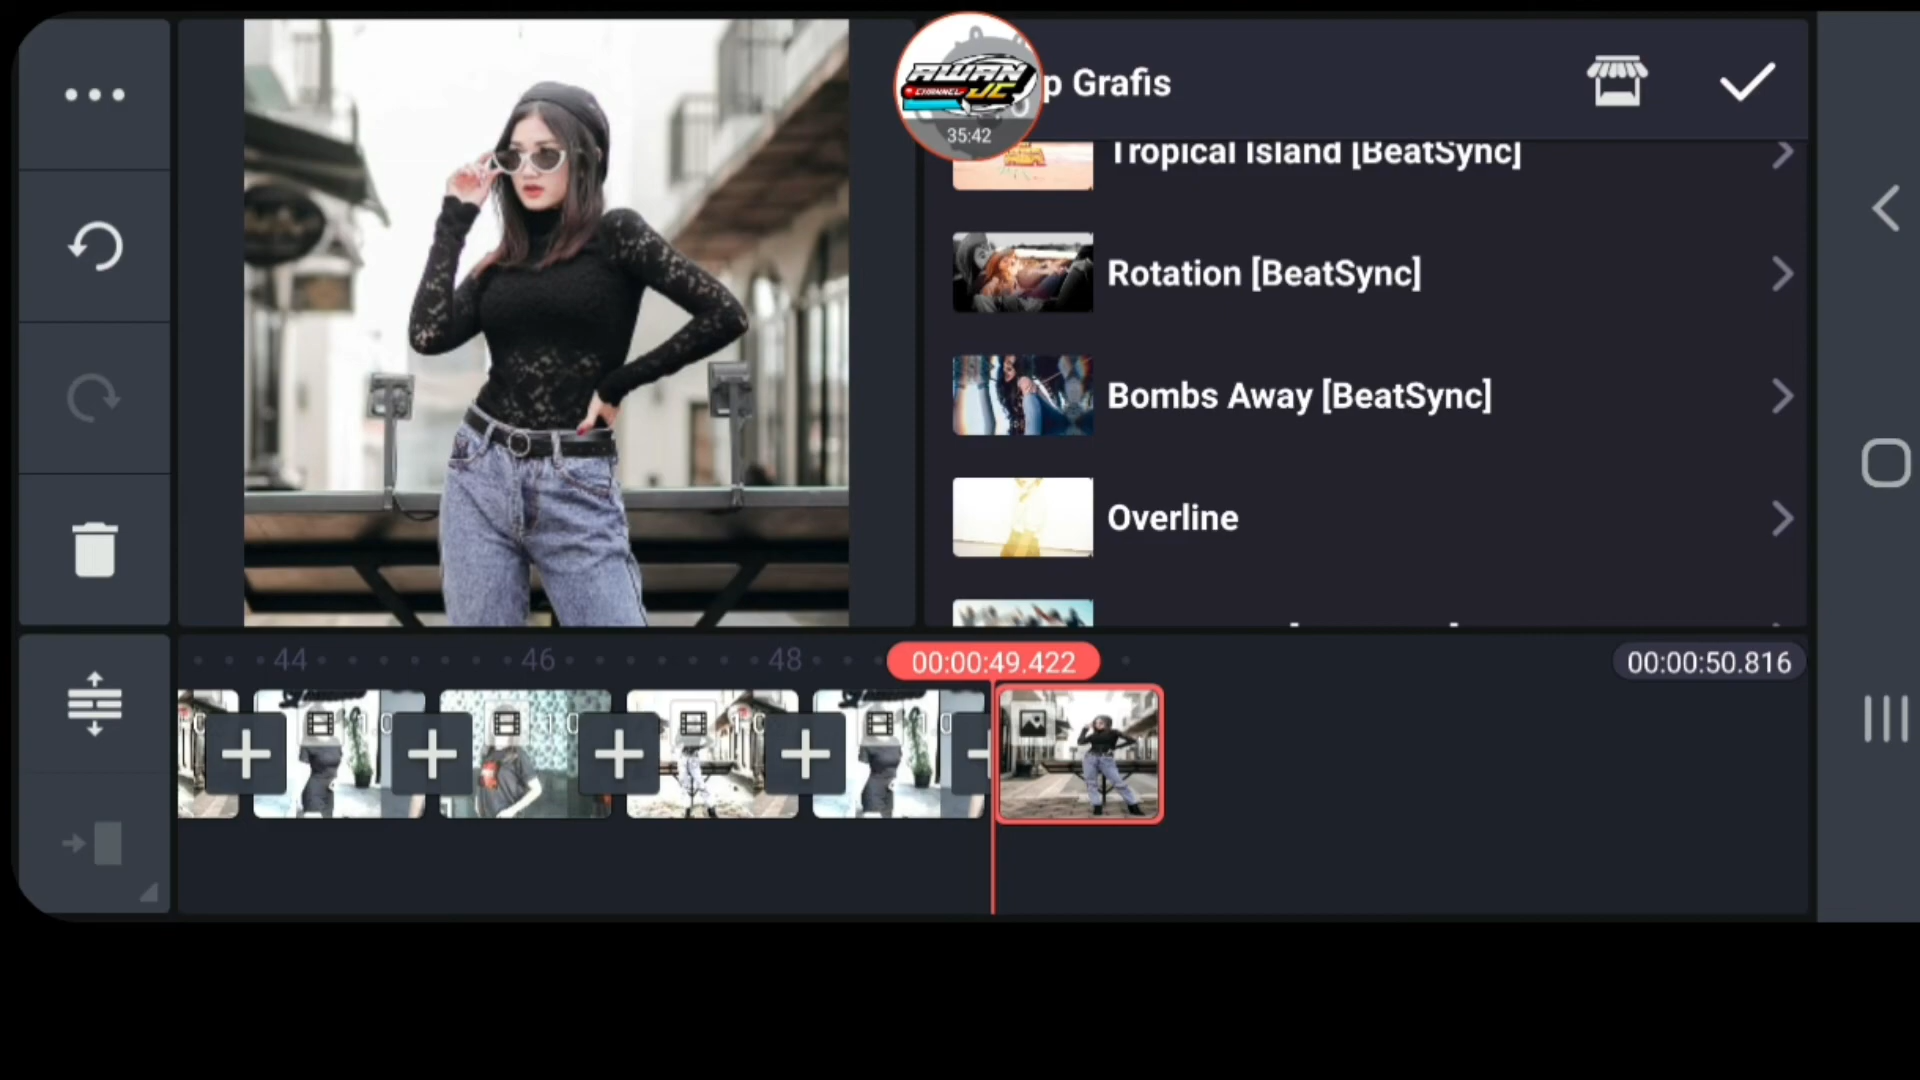 AWAN
CHANNEL JC
35:42
p Grafis
Tropical Island [BeatSync]
Rotation [BeatSync]
Bombs Away [BeatSync]
Overline
44
46
48
00:00:49.422
00:00:50.816